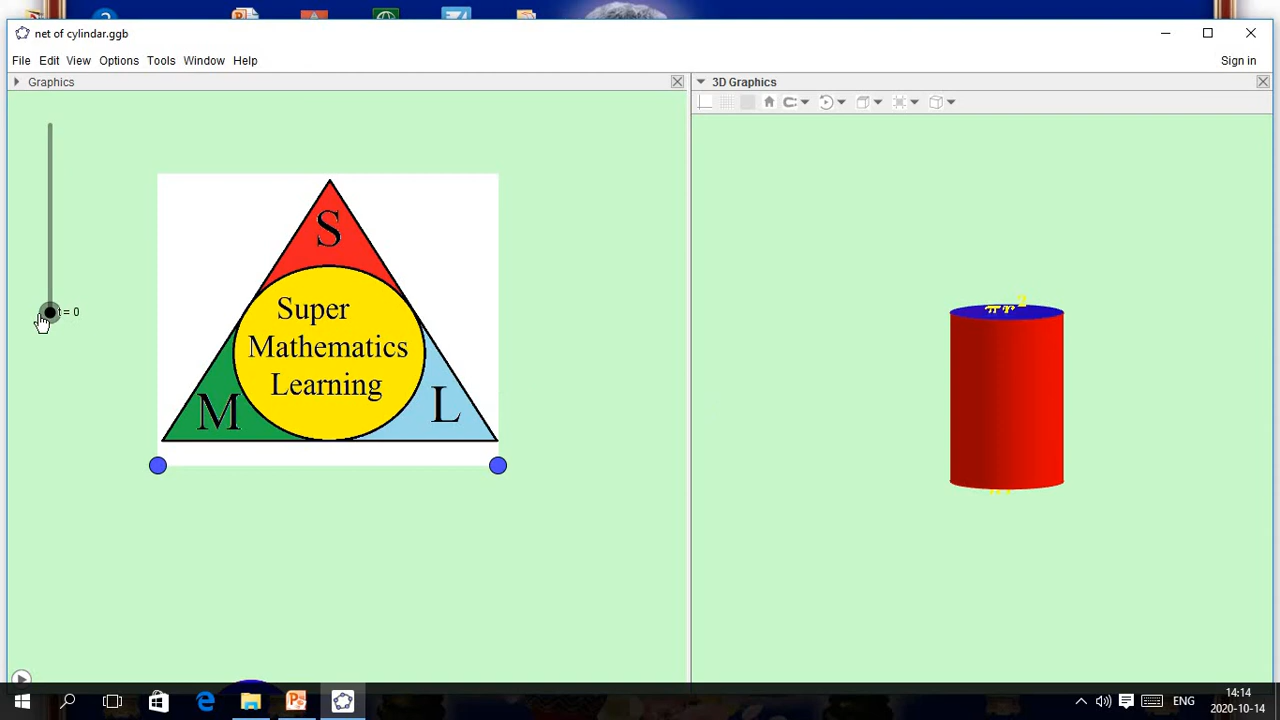 net of cylindar.ggb
File Edit View Options Tools Window Help
Sign in
Graphics
3D Graphics
t = 0
S
Super
Mathematics
Learning
M
L
πr²
ENG
14:14
2020-10-14